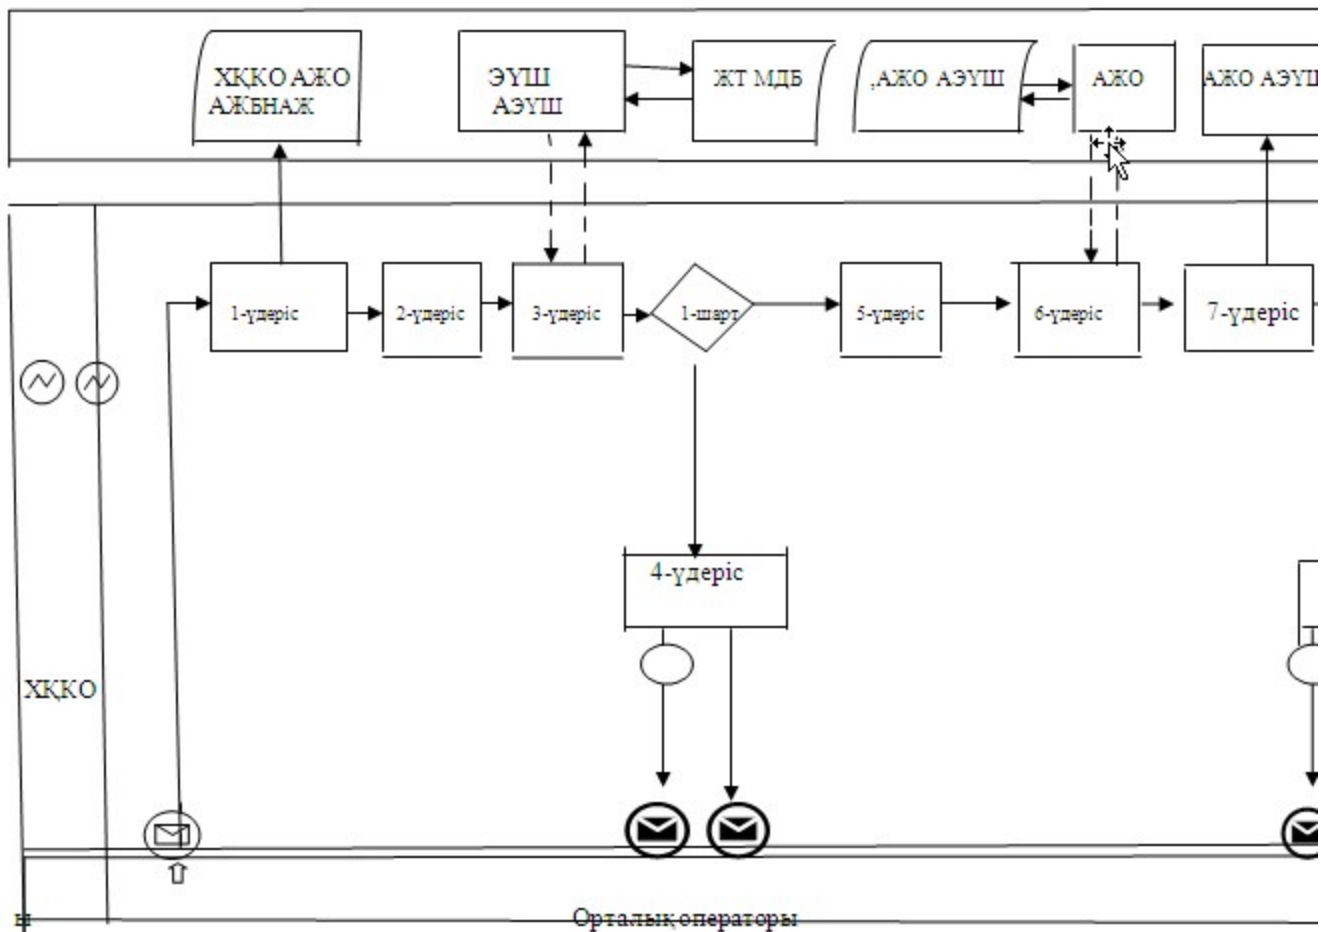 ХҚКО АЖО
АЖБНАЖ
ЭҮШ
АЭҮШ
ЖТ МДБ
,АЖО АЭҮШ
АЖО
АЖО АЭҮШ
1-үдеріс
2-үдеріс
3-үдеріс
1-шарт
5-үдеріс
6-үдеріс
7-үдеріс
4-үдеріс
ХҚКО
ы
Орталық операторы